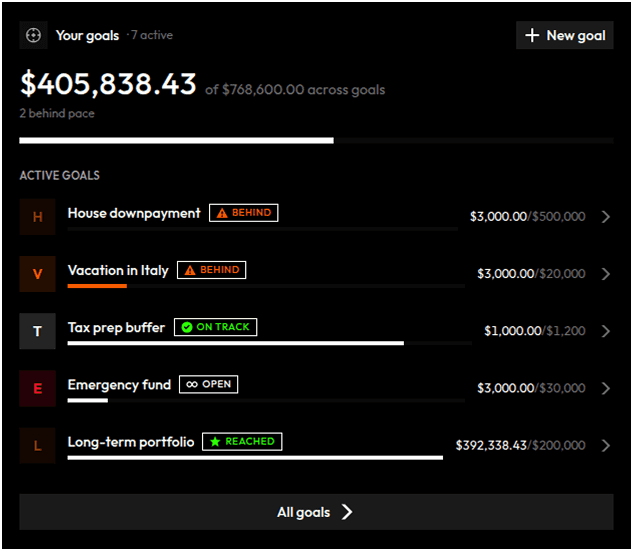 Your goals · 7 active
+ New goal
$405,838.43 of $768,600.00 across goals
2 behind pace
ACTIVE GOALS
H
House downpayment BEHIND
$3,000.00/$500,000
V
Vacation in Italy BEHIND
$3,000.00/$20,000
T
Tax prep buffer ON TRACK
$1,000.00/$1,200
E
Emergency fund OPEN
$3,000.00/$30,000
L
Long-term portfolio REACHED
$392,338.43/$200,000
All goals